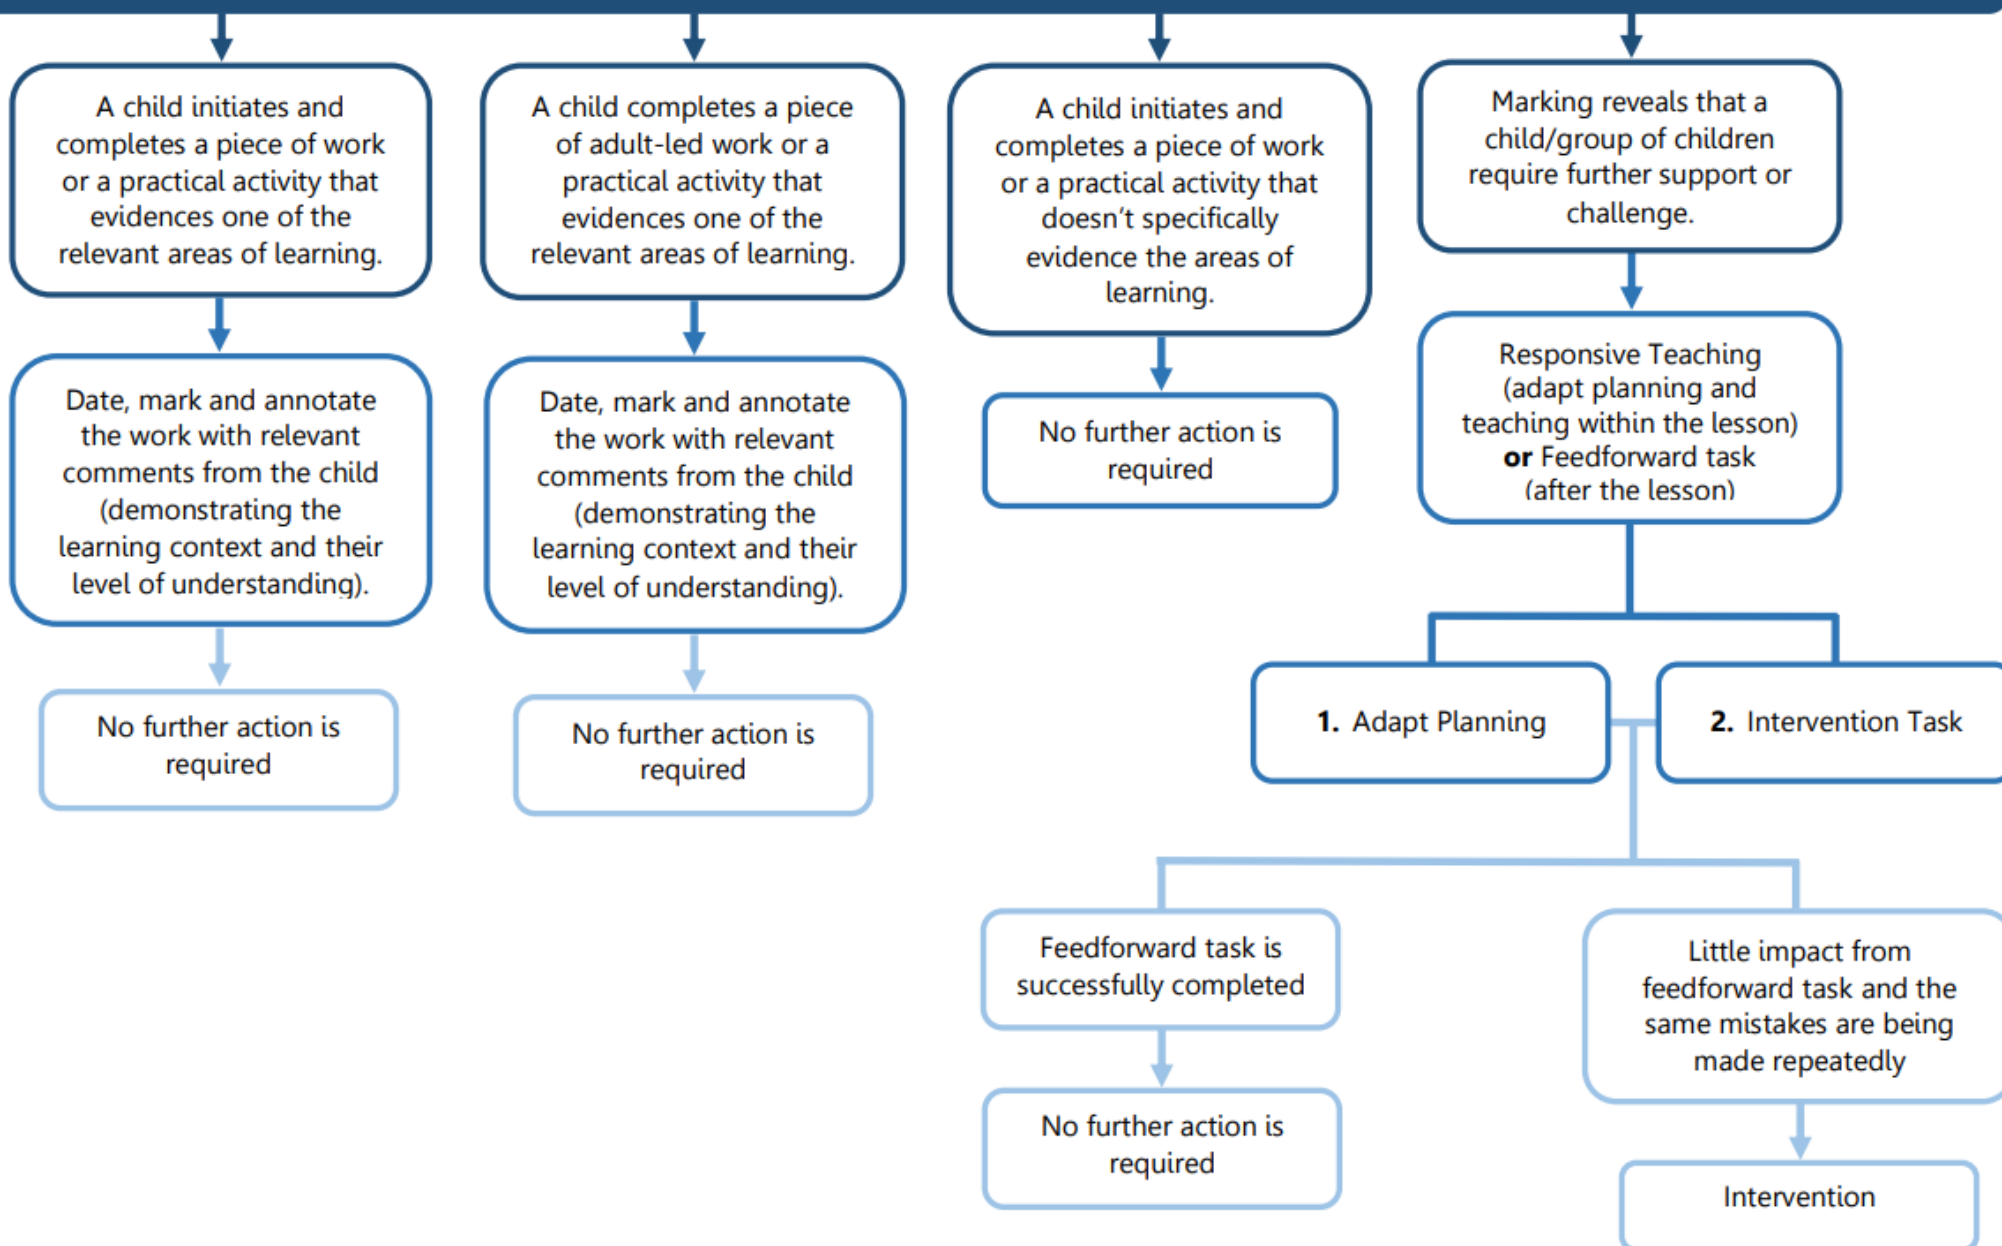 A child initiates and
completes a piece of work
or a practical activity that
evidences one of the
relevant areas of learning.
A child completes a piece
of adult-led work or a
practical activity that
evidences one of the
relevant areas of learning.
A child initiates and
completes a piece of work
or a practical activity that
doesn't specifically
evidence the areas of
learning.
Marking reveals that a
child/group of children
require further support or
challenge.
Date, mark and annotate
the work with relevant
comments from the child
(demonstrating the
learning context and their
level of understanding).
Date, mark and annotate
the work with relevant
comments from the child
(demonstrating the
learning context and their
level of understanding).
No further action is
required
Responsive Teaching
(adapt planning and
teaching within the lesson)
or Feedforward task
(after the lesson)
No further action is
required
No further action is
required
1. Adapt Planning
2. Intervention Task
Feedforward task is
successfully completed
Little impact from
feedforward task and the
same mistakes are being
made repeatedly
No further action is
required
Intervention